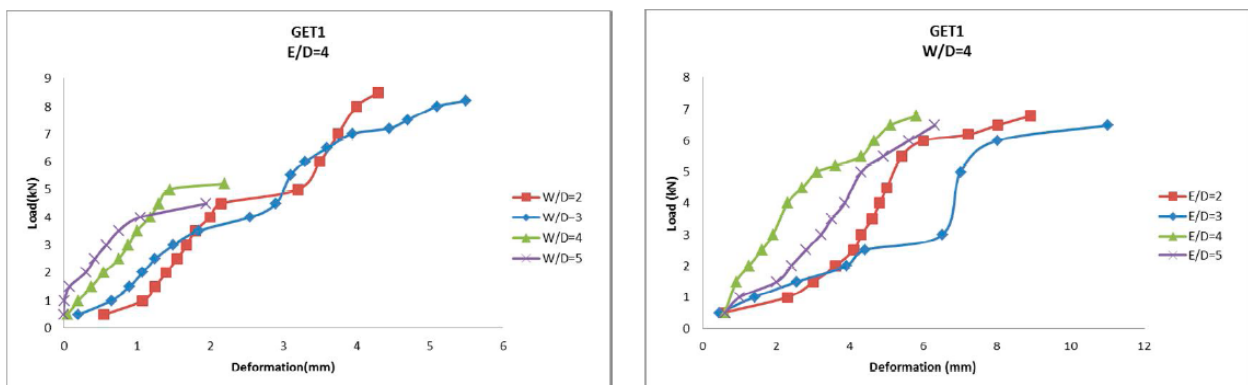 GET1
E/D=4
9
8
7
6
5
4
3
2
1
0
Load(kN)
0 1 2 3 4 5 6
Deformation(mm)
W/D=2
W/D=3
W/D=4
W/D=5
GET1
W/D=4
8
7
6
5
4
3
2
1
0
Load (kN)
0 2 4 6 8 10 12
Deformation (mm)
E/D=2
E/D=3
E/D=4
E/D=5